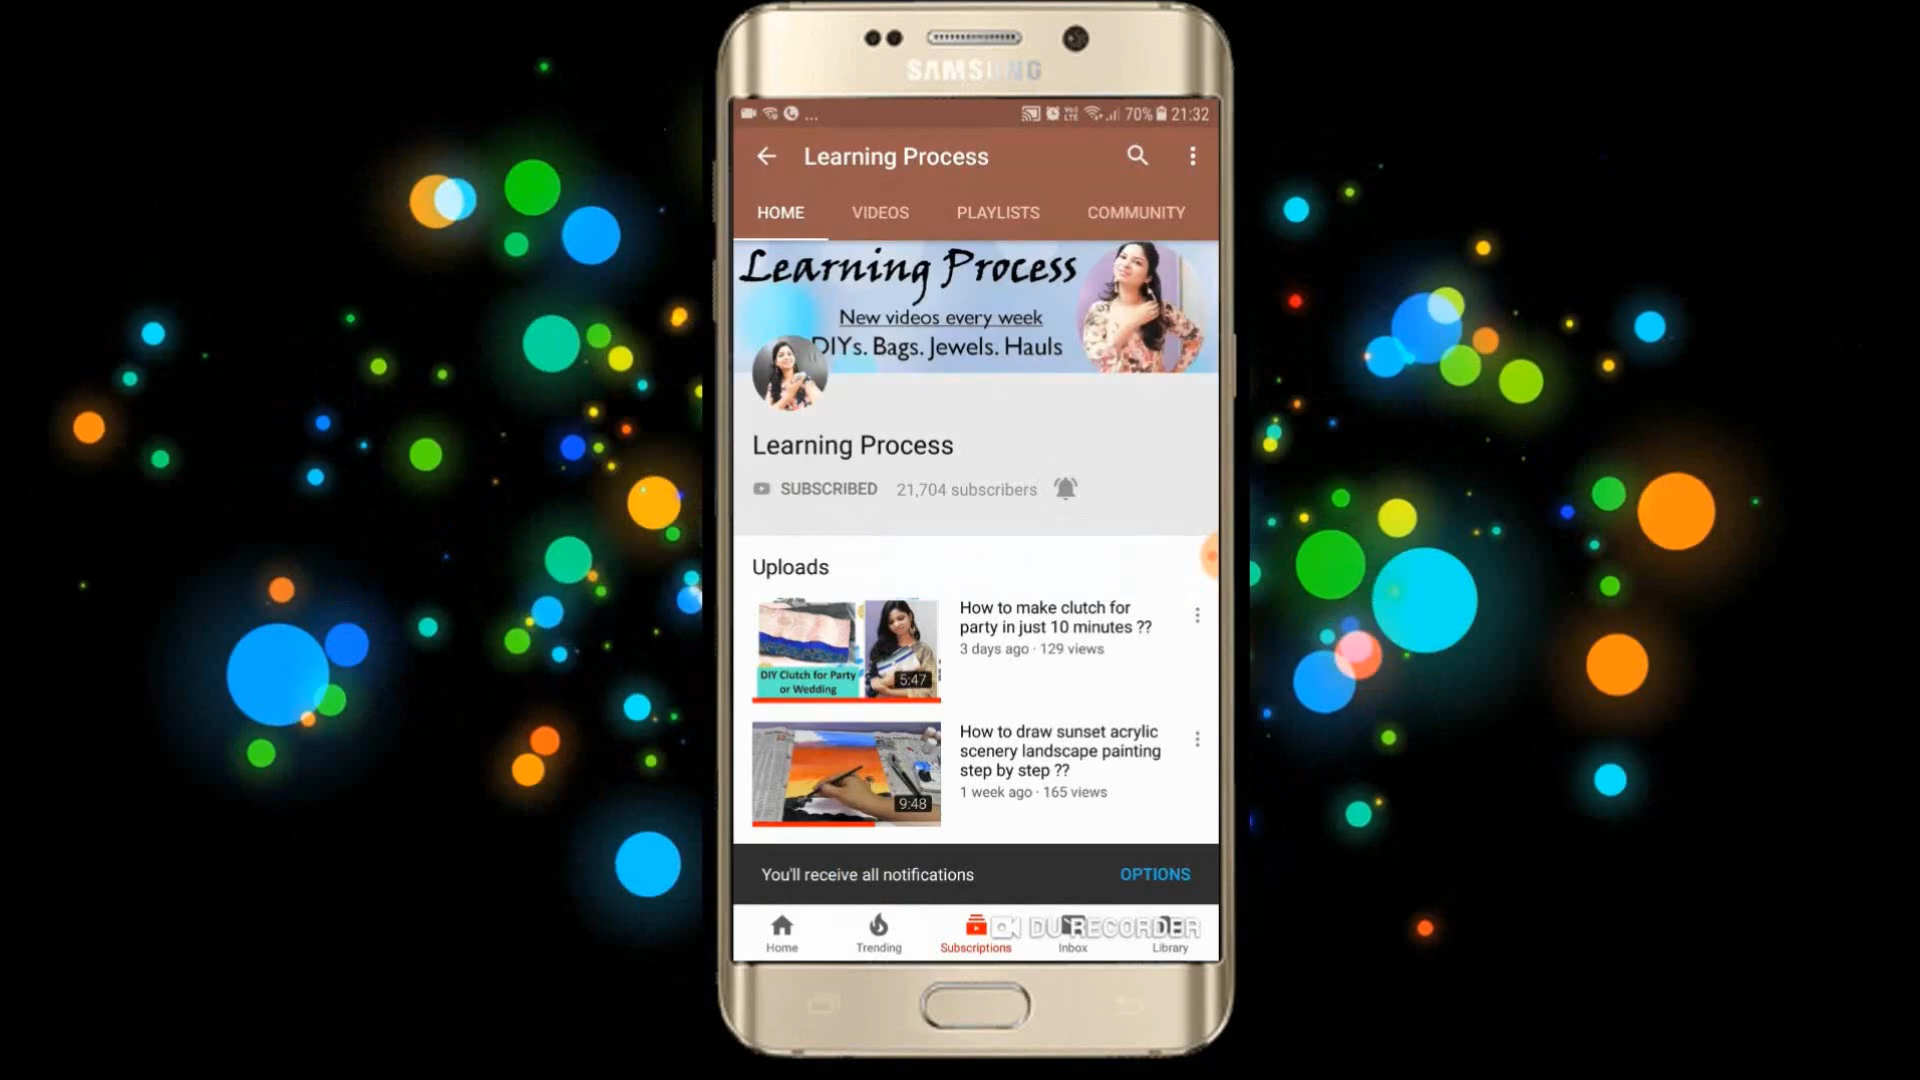 SAMSUNG
... VoLTE 70% 21:32
Learning Process
HOME VIDEOS PLAYLISTS COMMUNITY
Learning Process
New videos every week
DIYs. Bags. Jewels. Hauls
Learning Process
SUBSCRIBED 21,704 subscribers
Uploads
DIY Clutch for Party
or Wedding
5:47
How to make clutch for
party in just 10 minutes ??
3 days ago · 129 views
9:48
How to draw sunset acrylic
scenery landscape painting
step by step ??
1 week ago · 165 views
You'll receive all notifications OPTIONS
DU RECORDER
Home Trending Subscriptions Inbox Library